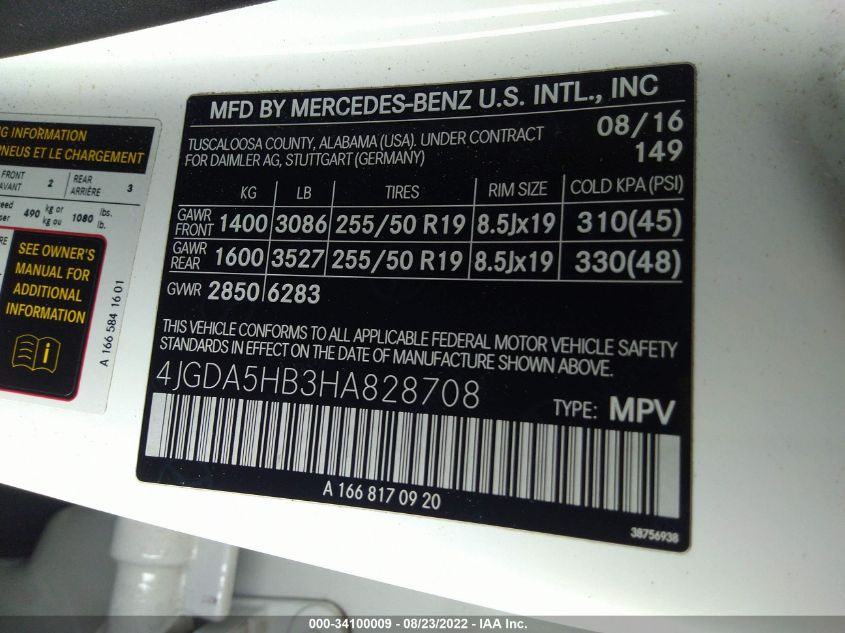 NG INFORMATION
PNEUS ET LE CHARGEMENT
FRONT
AVANT 2 REAR
ARRIÈRE 3
490 kg or
kg ou 1080 lbs.
lb.
SEE OWNER'S
MANUAL FOR
ADDITIONAL
INFORMATION
A 166 584 16 01
MFD BY MERCEDES-BENZ U.S. INTL., INC
TUSCALOOSA COUNTY, ALABAMA (USA). UNDER CONTRACT
FOR DAIMLER AG, STUTTGART (GERMANY)
08/16
149
KG LB TIRES RIM SIZE COLD KPA (PSI)
GAWR
FRONT 1400 3086 255/50 R19 8.5Jx19 310(45)
GAWR
REAR 1600 3527 255/50 R19 8.5Jx19 330(48)
GVWR 2850 6283
THIS VEHICLE CONFORMS TO ALL APPLICABLE FEDERAL MOTOR VEHICLE SAFETY
STANDARDS IN EFFECT ON THE DATE OF MANUFACTURE SHOWN ABOVE.
4JGDA5HB3HA828708
TYPE: MPV
A 166 817 09 20
38756938
000-34100009 - 08/23/2022 - IAA Inc.